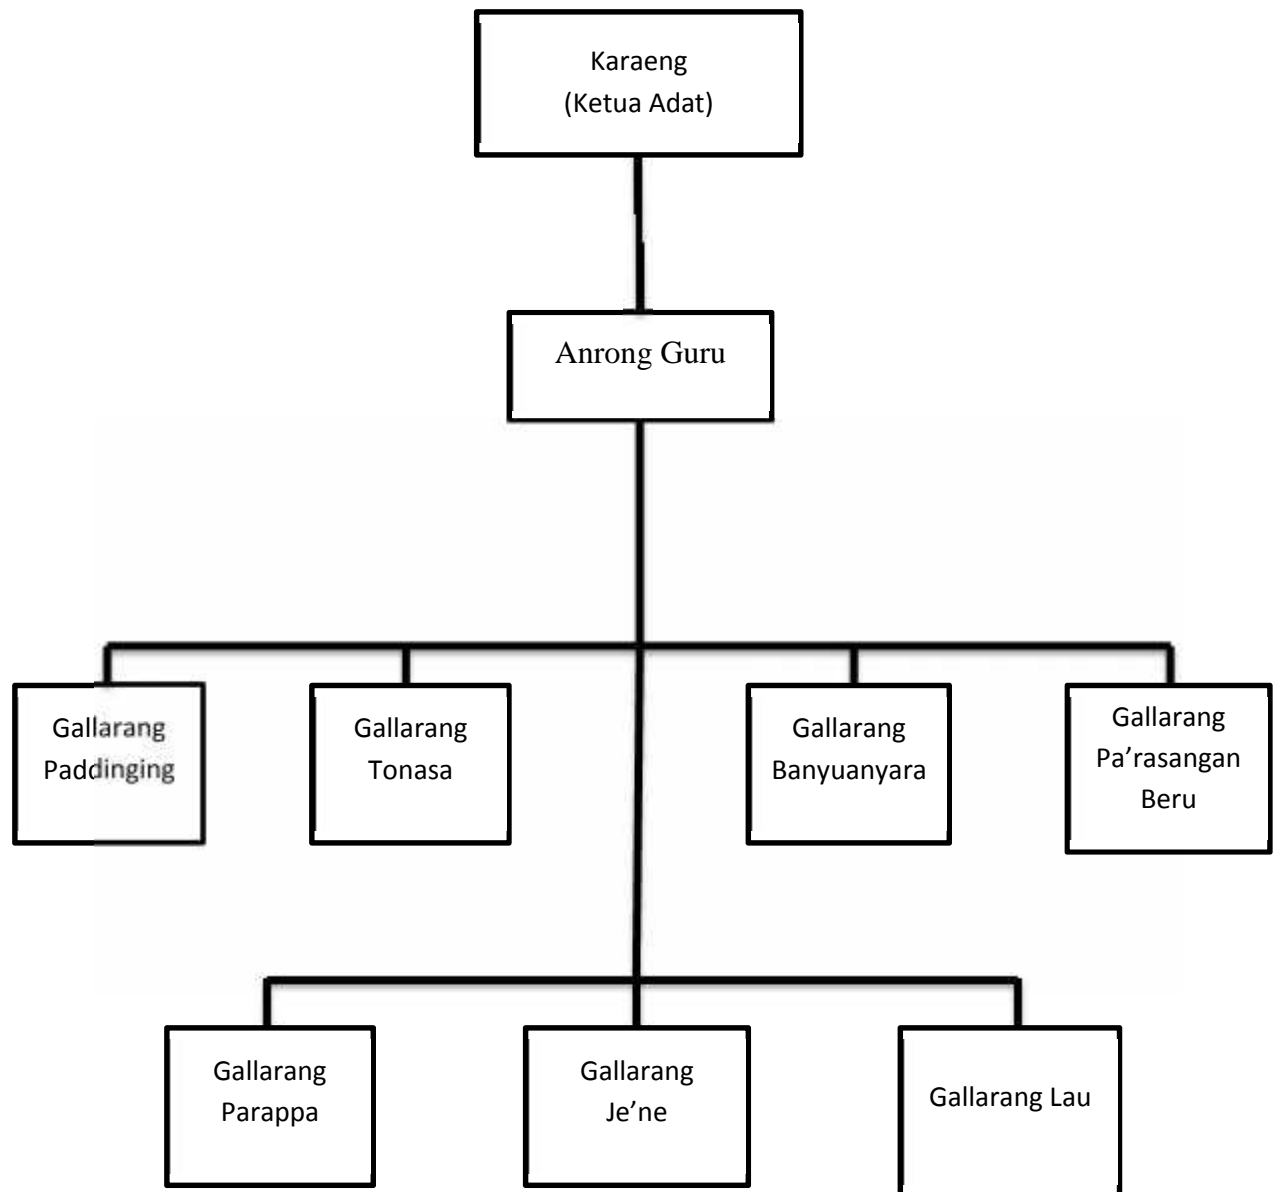 Karaeng
(Ketua Adat)
Anrong Guru
Gallarang
Paddinging
Gallarang
Tonasa
Gallarang
Banyuanyara
Gallarang
Pa’rasangan
Beru
Gallarang
Parappa
Gallarang
Je’ne
Gallarang Lau